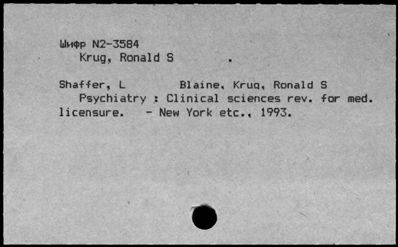 Шифр N2-3584
Krug, Ronald S .
Shaffer, L Blaine, Krug, Ronald S
Psychiatry : Clinical sciences rev. for med.
licensure. - New York etc., 1993.